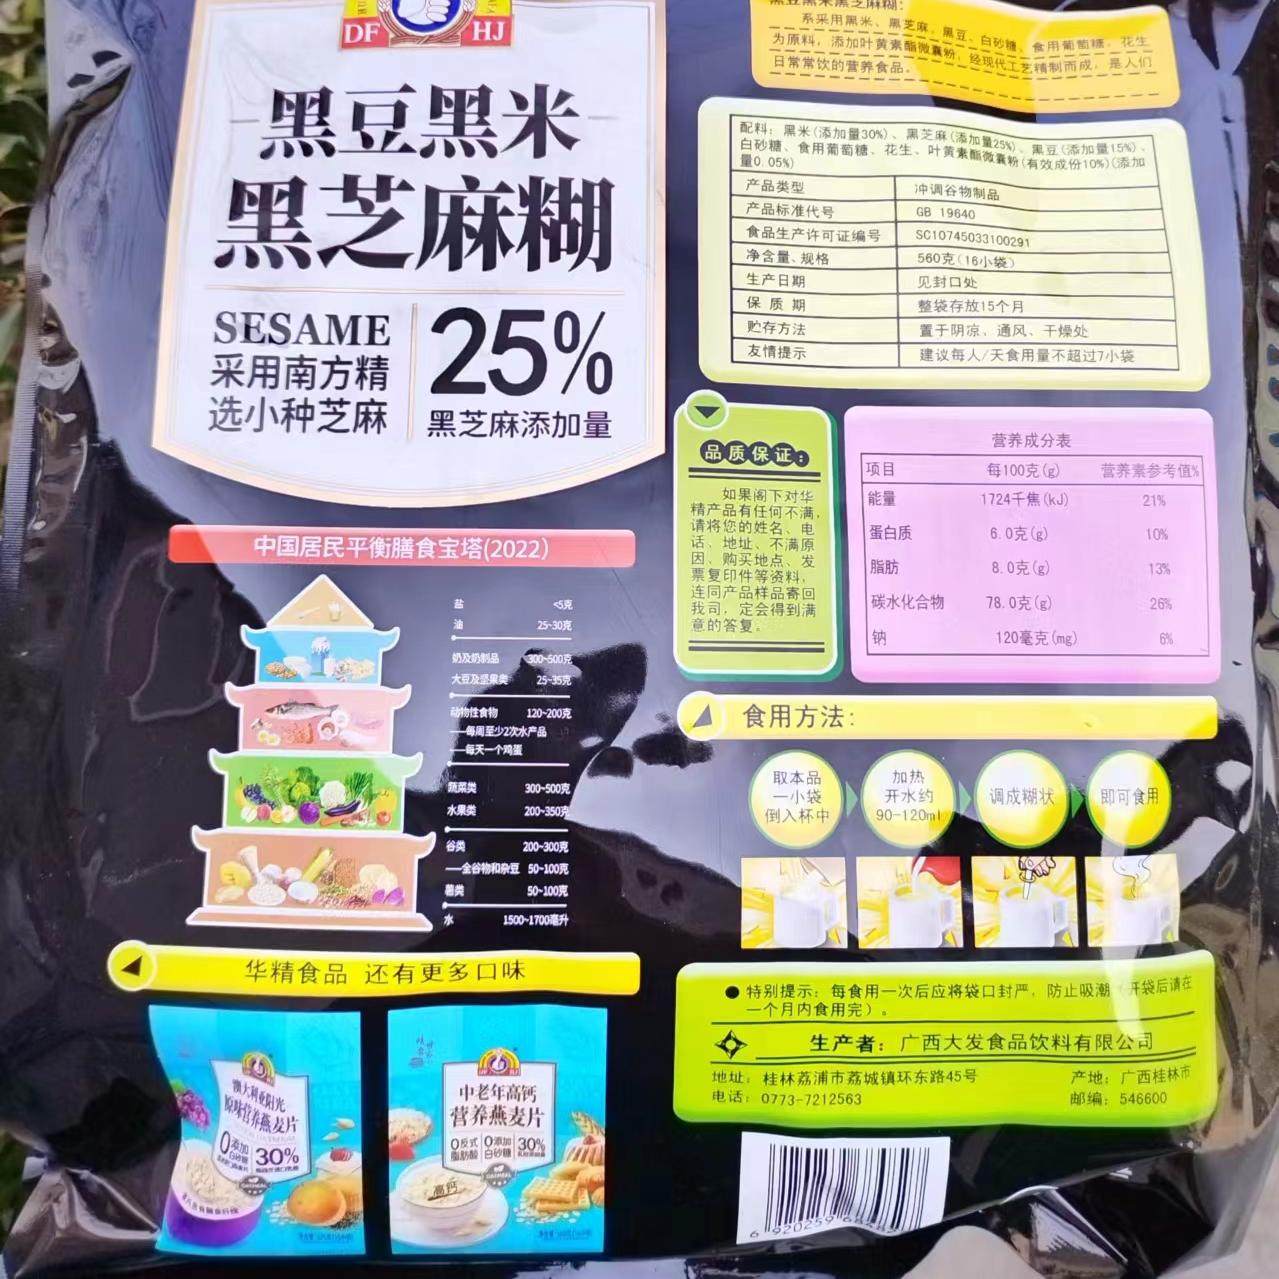 DF HJ
黑豆黑米
黑芝麻糊
SESAME
采用南方精
选小种芝麻
25%
黑芝麻添加量
中国居民平衡膳食宝塔(2022)
盐 <5克
油 25~30克
奶及奶制品 300~500克
大豆及坚果类 25~35克
动物性食物 120~200克
——每周至少2次水产品
——每天一个鸡蛋
蔬菜类 300~500克
水果类 200~350克
谷类 200~300克
——全谷物和杂豆 50~100克
薯类 50~100克
水 1500~1700毫升
华精食品 还有更多口味
澳大利亚阳光
原味营养燕麦片
0添加
白砂糖
30%
中老年高钙
营养燕麦片
0反式
脂肪酸
0添加
白砂糖
30%
高钙
黑豆黑米黑芝麻糊:
系采用黑米、黑芝麻、黑豆、白砂糖、食用葡萄糖、花生
为原料，添加叶黄素酯微囊粉，经现代工艺精制而成，是人们
日常常饮的营养食品。
配料：黑米(添加量30%)、黑芝麻(添加量25%)、黑豆(添加量15%)、
白砂糖、食用葡萄糖、花生、叶黄素酯微囊粉(有效成份10%)(添加
量0.05%)
产品类型 冲调谷物制品
产品标准代号 GB 19640
食品生产许可证编号 SC10745033100291
净含量、规格 560克(16小袋)
生产日期 见封口处
保 质 期 整袋存放15个月
贮存方法 置于阴凉、通风、干燥处
友情提示 建议每人/天食用量不超过7小袋
品质保证：
如果阁下对华
精产品有任何不满，
请将您的姓名、电
话、地址、不满原
因、购买地点、发
票复印件等资料，
连同产品样品寄回
我司，定会得到满
意的答复。
营养成分表
项目 每100克(g) 营养素参考值%
能量 1724千焦(kJ) 21%
蛋白质 6.0克(g) 10%
脂肪 8.0克(g) 13%
碳水化合物 78.0克(g) 26%
钠 120毫克(mg) 6%
食用方法：
取本品
一小袋
倒入杯中
加热
开水约
90-120ml
调成糊状
即可食用
●特别提示：每食用一次后应将袋口封严，防止吸潮（开袋后请在
一个月内食用完）。
生产者：广西大发食品饮料有限公司
地址：桂林荔浦市荔城镇环东路45号 产地：广西桂林市
电话：0773-7212563 邮编：546600